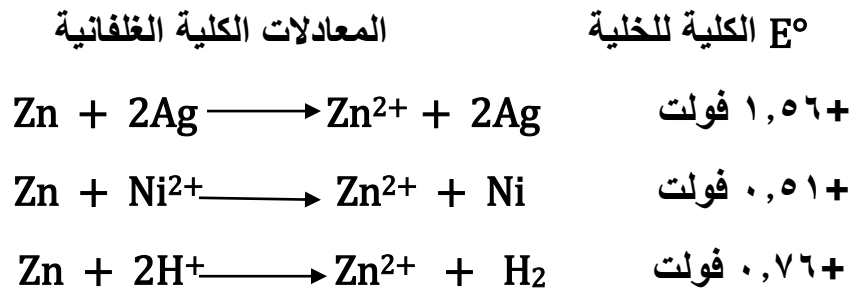 E° الكلية للخلية المعادلات الكلية الغلفانية
Zn + 2Ag ⟶ Zn²⁺ + 2Ag +١,٥٦ فولت
Zn + Ni²⁺ ⟶ Zn²⁺ + Ni +٠,٥١ فولت
Zn + 2H⁺ ⟶ Zn²⁺ + H₂ +٠,٧٦ فولت